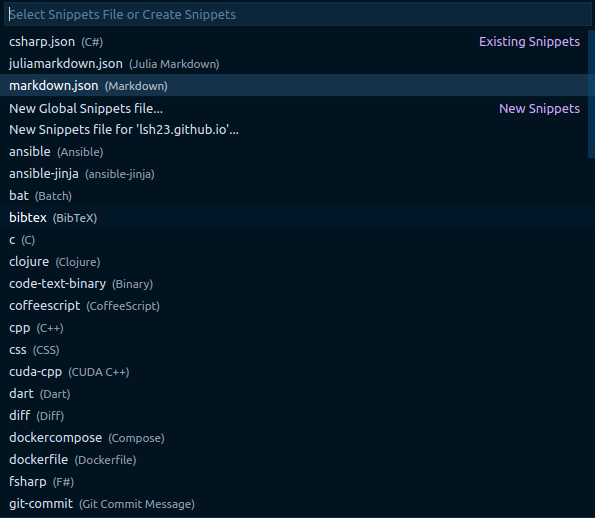 Select Snippets File or Create Snippets
csharp.json (C#) Existing Snippets
juliamarkdown.json (Julia Markdown)
markdown.json (Markdown)
New Global Snippets file... New Snippets
New Snippets file for 'lsh23.github.io'...
ansible (Ansible)
ansible-jinja (ansible-jinja)
bat (Batch)
bibtex (BibTeX)
c (C)
clojure (Clojure)
code-text-binary (Binary)
coffeescript (CoffeeScript)
cpp (C++)
css (CSS)
cuda-cpp (CUDA C++)
dart (Dart)
diff (Diff)
dockercompose (Compose)
dockerfile (Dockerfile)
fsharp (F#)
git-commit (Git Commit Message)